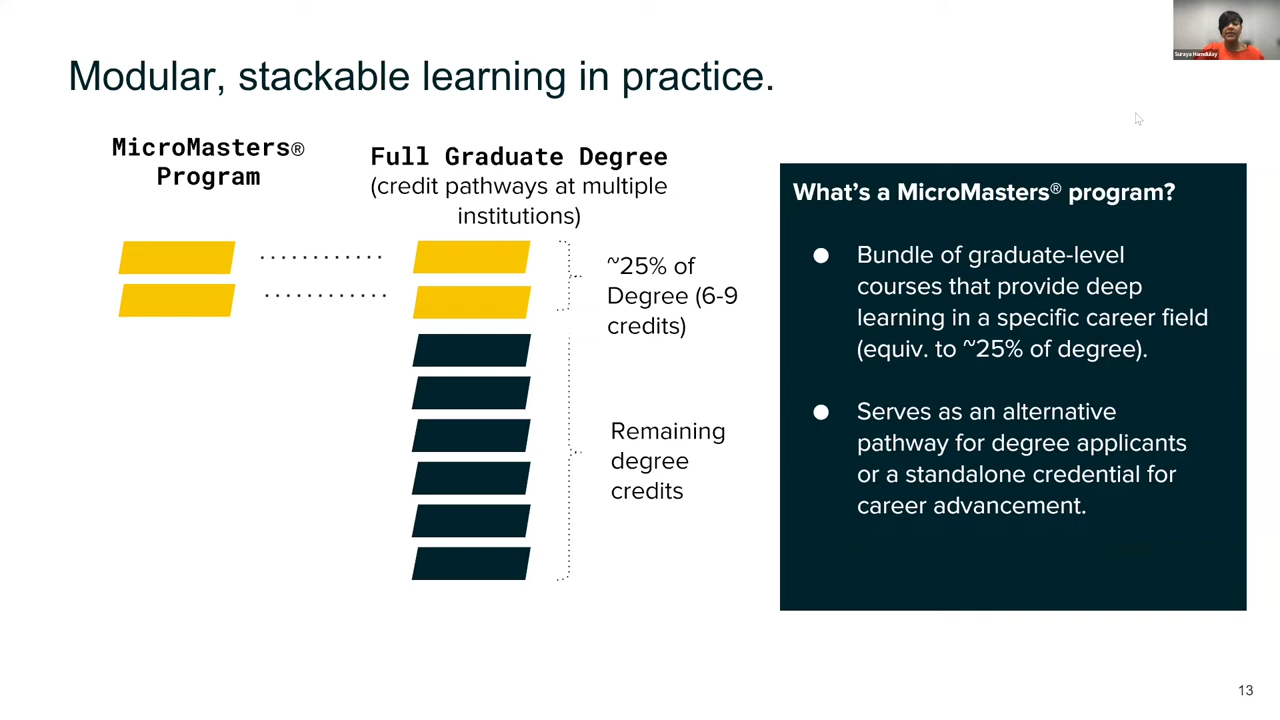 Modular, stackable learning in practice.
Suraya Hamdulay
MicroMasters®
Program
Full Graduate Degree
(credit pathways at multiple
institutions)
~25% of
Degree (6-9
credits)
Remaining
degree
credits
What’s a MicroMasters® program?
● Bundle of graduate-level
courses that provide deep
learning in a specific career field
(equiv. to ~25% of degree).
● Serves as an alternative
pathway for degree applicants
or a standalone credential for
career advancement.
13